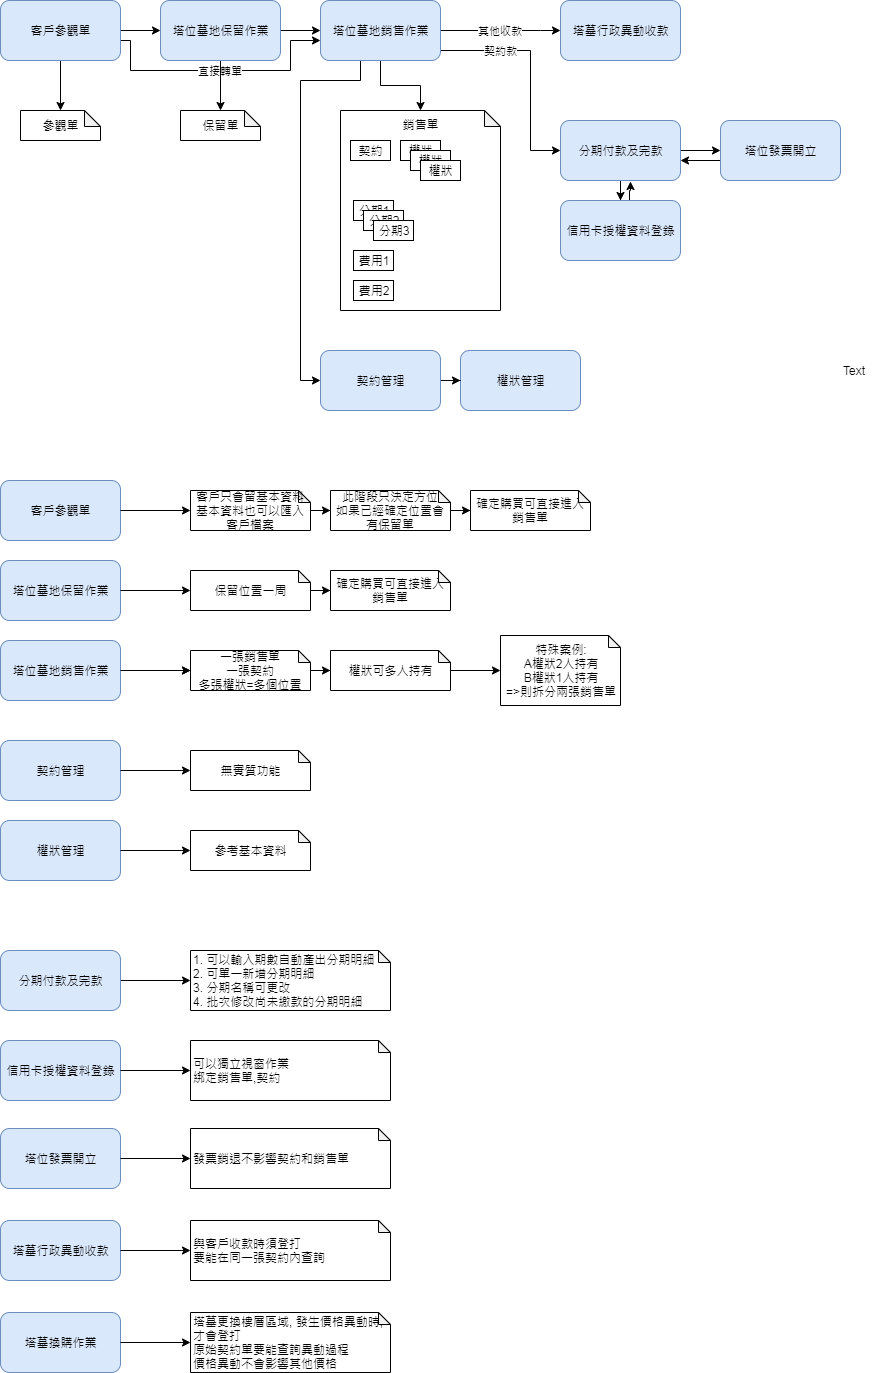 客戶參觀單
塔位墓地保留作業
塔位墓地銷售作業
其他收款
塔墓行政異動收款
契約款
直接轉單
參觀單
保留單
銷售單
契約
權狀
權狀
權狀
分期付款及完款
塔位發票開立
分期1
分期2
分期3
信用卡授權資料登錄
費用1
費用2
契約管理
權狀管理
Text
客戶參觀單
客戶只會留基本資料
基本資料也可以匯入
客戶檔案
此階段只決定方位
如果已經確定位置會
有保留單
確定購買可直接進入
銷售單
塔位墓地保留作業
保留位置一周
確定購買可直接進入
銷售單
塔位墓地銷售作業
一張銷售單
一張契約
多張權狀=多個位置
權狀可多人持有
特殊案例:
A權狀2人持有
B權狀1人持有
=>則拆分兩張銷售單
契約管理
無實質功能
權狀管理
參考基本資料
分期付款及完款
1. 可以輸入期數自動產出分期明細
2. 可單一新增分期明細
3. 分期名稱可更改
4. 批次修改尚未繳款的分期明細
信用卡授權資料登錄
可以獨立視窗作業
綁定銷售單,契約
塔位發票開立
發票銷退不影響契約和銷售單
塔墓行政異動收款
與客戶收款時須登打
要能在同一張契約內查詢
塔墓換購作業
塔墓更換樓層區域, 發生價格異動時,
才會登打
原始契約單要能查詢異動過程
價格異動不會影響其他價格